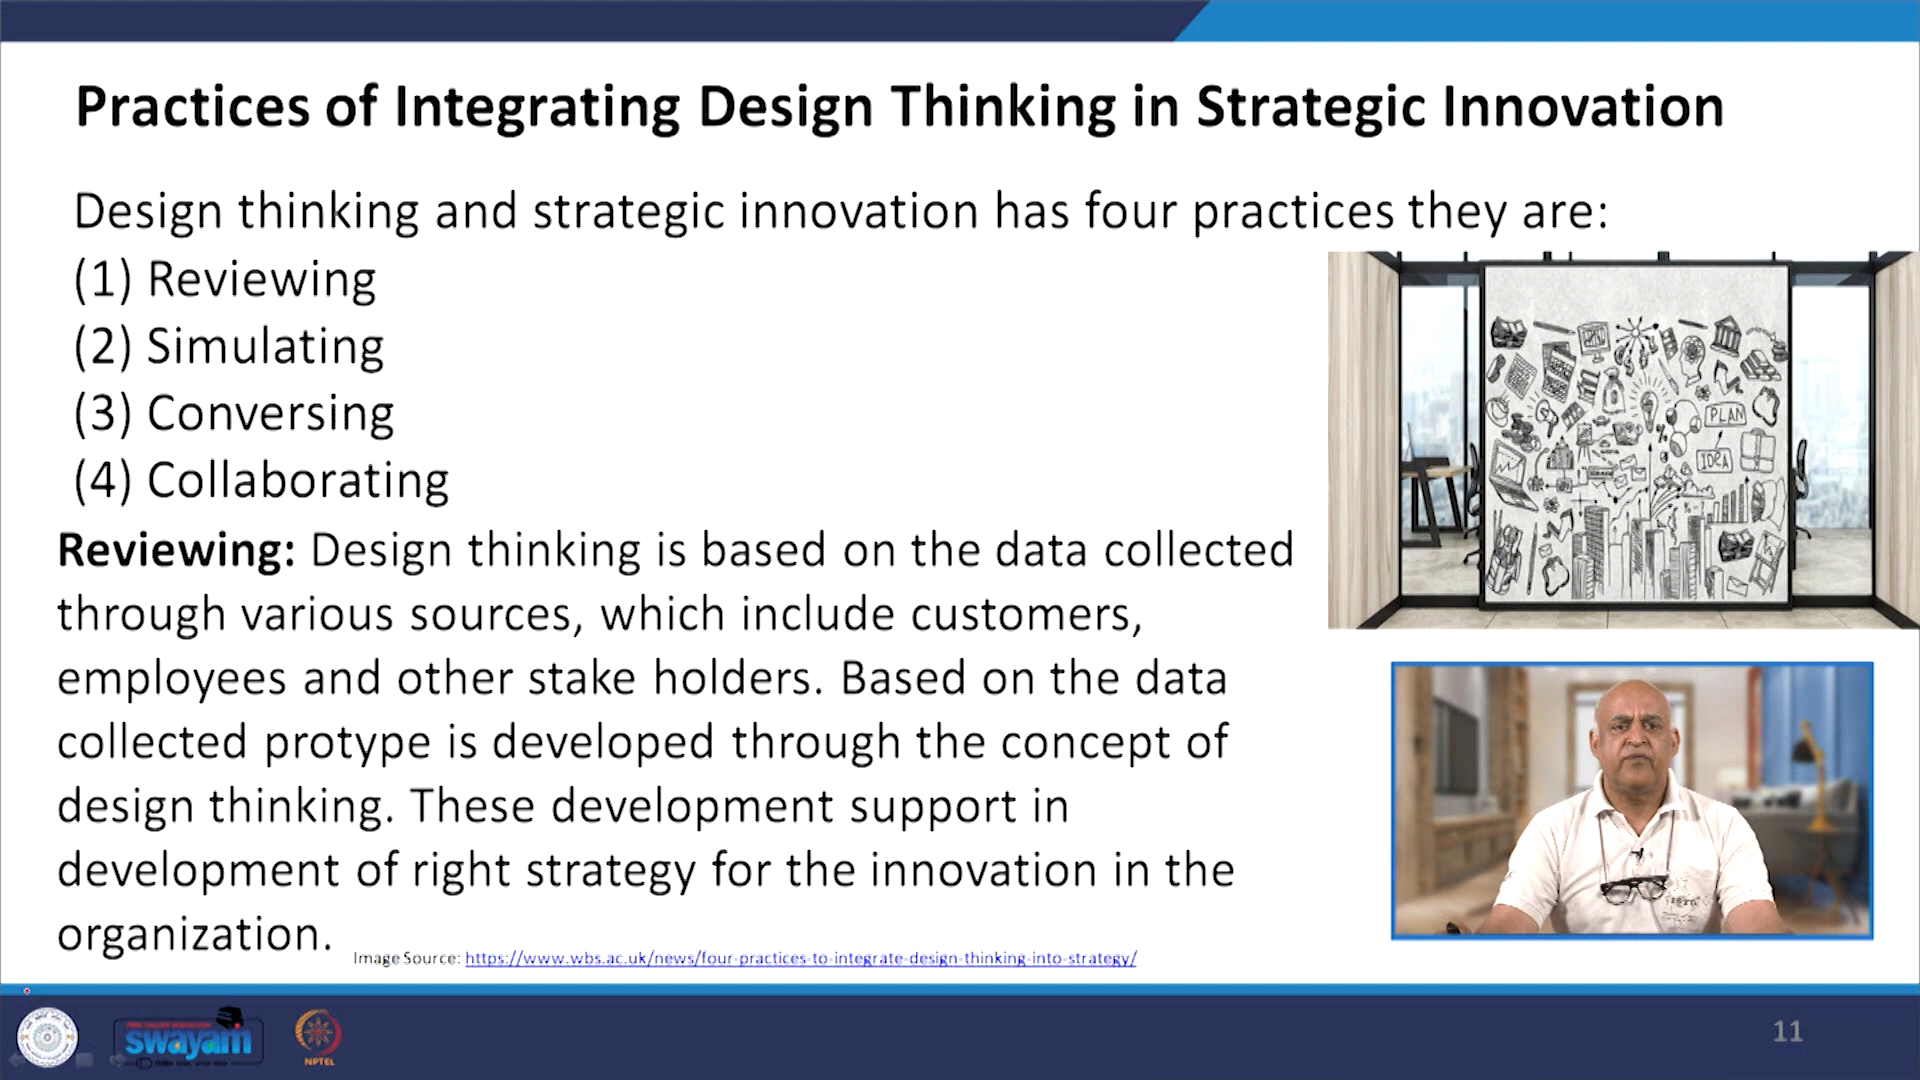 Practices of Integrating Design Thinking in Strategic Innovation
Design thinking and strategic innovation has four practices they are:
(1) Reviewing
(2) Simulating
(3) Conversing
(4) Collaborating
PLAN
IDEA
Reviewing: Design thinking is based on the data collected
through various sources, which include customers,
employees and other stake holders. Based on the data
collected protype is developed through the concept of
design thinking. These development support in
development of right strategy for the innovation in the
organization.
Image Source: https://www.wbs.ac.uk/news/four-practices-to-integrate-design-thinking-into-strategy/
swayam
NPTEL
11